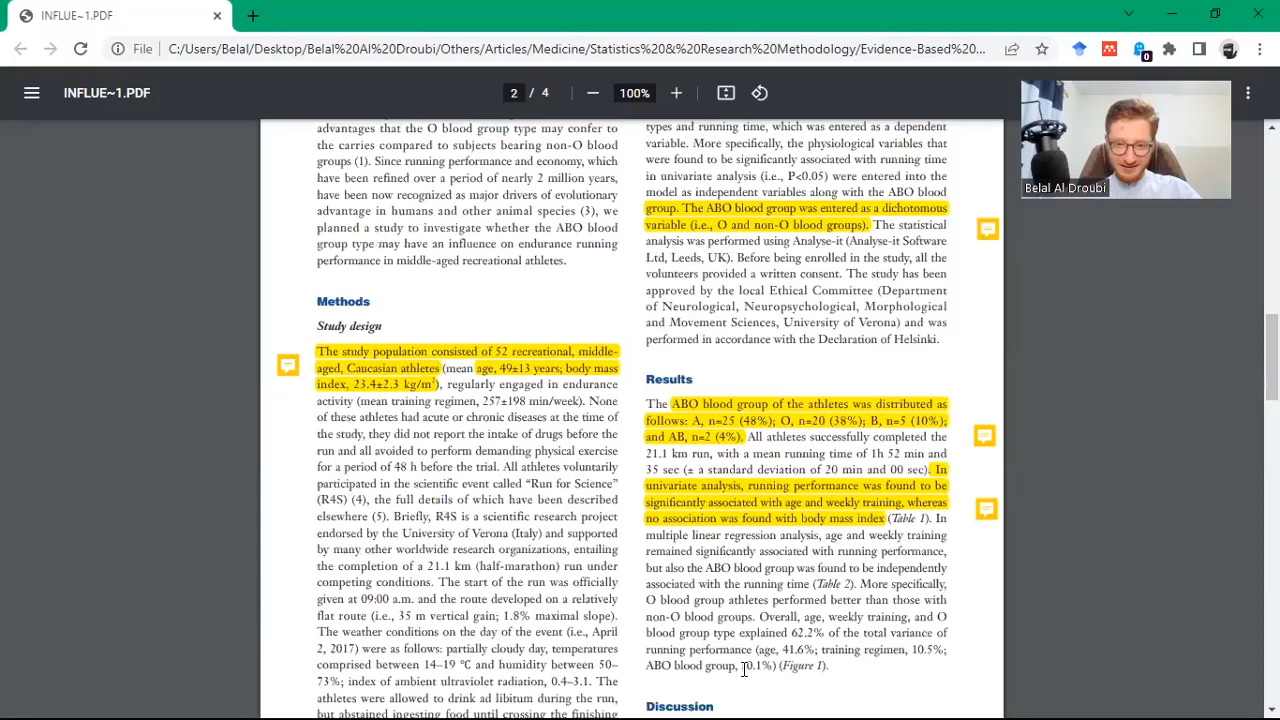 INFLUE~1.PDF
File
C:/Users/Belal/Desktop/Belal%20Al%20Droubi/Others/Articles/Medicine/Statistics%20&%20Research%20Methodology/Evidence-Based%20...
0
INFLUE~1.PDF
2 / 4
100%
Belal Al Droubi
advantages that the O blood group type may confer to
the carries compared to subjects bearing non-O blood
groups (1). Since running performance and economy, which
have been refined over a period of nearly 2 million years,
have been now recognized as major drivers of evolutionary
advantage in humans and other animal species (3), we
planned a study to investigate whether the ABO blood
group type may have an influence on endurance running
performance in middle-aged recreational athletes.
Methods
Study design
The study population consisted of 52 recreational, middle-
aged, Caucasian athletes (mean age, 49±13 years; body mass
index, 23.4±2.3 kg/m²), regularly engaged in endurance
activity (mean training regimen, 257±198 min/week). None
of these athletes had acute or chronic diseases at the time of
the study, they did not report the intake of drugs before the
run and all avoided to perform demanding physical exercise
for a period of 48 h before the trial. All athletes voluntarily
participated in the scientific event called “Run for Science”
(R4S) (4), the full details of which have been described
elsewhere (5). Briefly, R4S is a scientific research project
endorsed by the University of Verona (Italy) and supported
by many other worldwide research organizations, entailing
the completion of a 21.1 km (half-marathon) run under
competing conditions. The start of the run was officially
given at 09:00 a.m. and the route developed on a relatively
flat route (i.e., 35 m vertical gain; 1.8% maximal slope).
The weather conditions on the day of the event (i.e., April
2, 2017) were as follows: partially cloudy day, temperatures
comprised between 14–19 °C and humidity between 50–
73%; index of ambient ultraviolet radiation, 0.4–3.1. The
athletes were allowed to drink ad libitum during the run,
but abstained ingesting food until crossing the finishing
types and running time, which was entered as a dependent
variable. More specifically, the physiological variables that
were found to be significantly associated with running time
in univariate analysis (i.e., P<0.05) were entered into the
model as independent variables along with the ABO blood
group. The ABO blood group was entered as a dichotomous
variable (i.e., O and non-O blood groups). The statistical
analysis was performed using Analyse-it (Analyse-it Software
Ltd, Leeds, UK). Before being enrolled in the study, all the
volunteers provided a written consent. The study has been
approved by the local Ethical Committee (Department
of Neurological, Neuropsychological, Morphological
and Movement Sciences, University of Verona) and was
performed in accordance with the Declaration of Helsinki.
Results
The ABO blood group of the athletes was distributed as
follows: A, n=25 (48%); O, n=20 (38%); B, n=5 (10%);
and AB, n=2 (4%). All athletes successfully completed the
21.1 km run, with a mean running time of 1h 52 min and
35 sec (± a standard deviation of 20 min and 00 sec). In
univariate analysis, running performance was found to be
significantly associated with age and weekly training, whereas
no association was found with body mass index (Table 1). In
multiple linear regression analysis, age and weekly training
remained significantly associated with running performance,
but also the ABO blood group was found to be independently
associated with the running time (Table 2). More specifically,
O blood group athletes performed better than those with
non-O blood groups. Overall, age, weekly training, and O
blood group type explained 62.2% of the total variance of
running performance (age, 41.6%; training regimen, 10.5%;
ABO blood group, 10.1%) (Figure 1).
Discussion